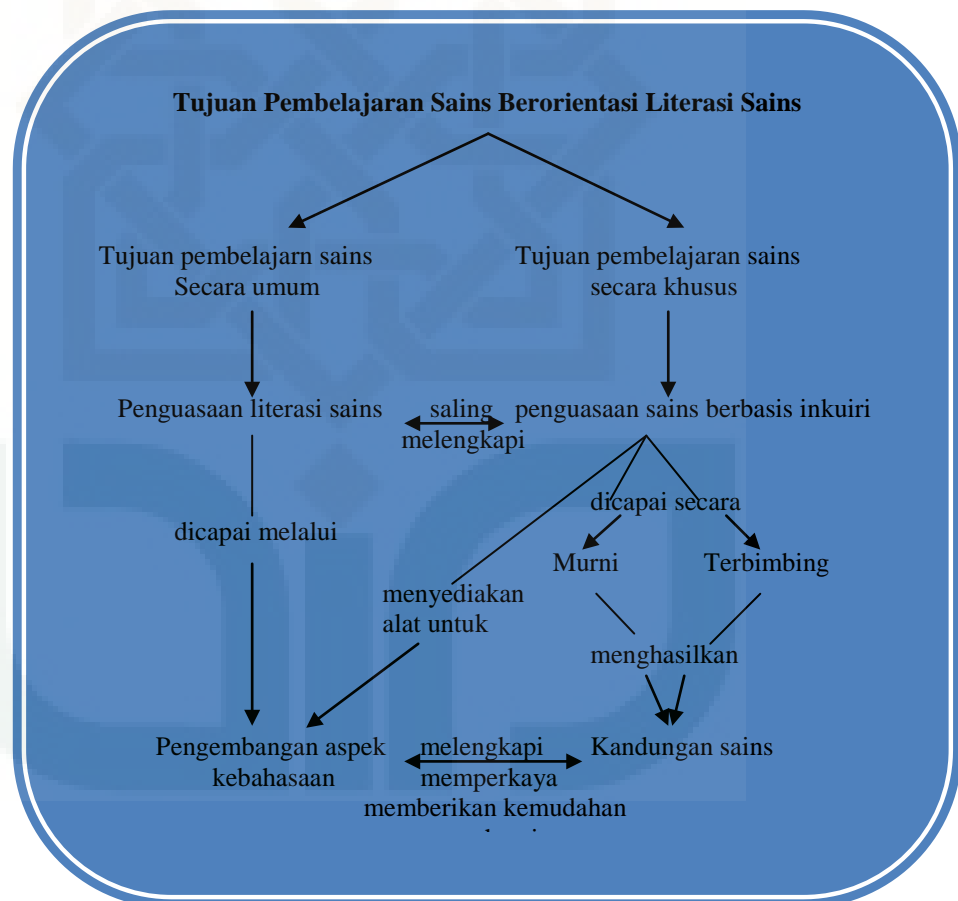 Tujuan Pembelajaran Sains Berorientasi Literasi Sains
Tujuan pembelajarn sains
Secara umum
Tujuan pembelajaran sains
secara khusus
Penguasaan literasi sains
saling
melengkapi
penguasaan sains berbasis inkuiri
dicapai melalui
dicapai secara
Murni
Terbimbing
menyediakan
alat untuk
menghasilkan
Pengembangan aspek
kebahasaan
melengkapi
memperkaya
memberikan kemudahan
Kandungan sains